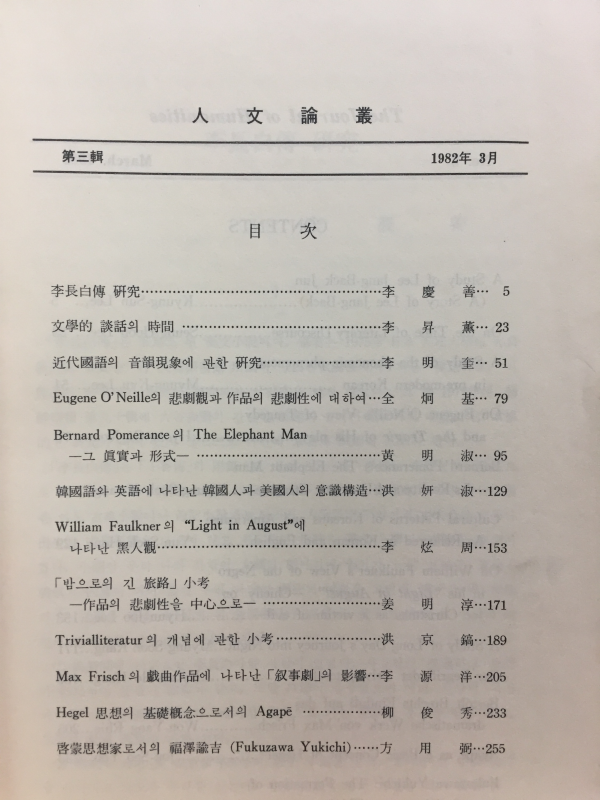 人文論叢
第三輯 1982年 3月
目次
李長白傳 硏究……李慶善…5
文學的 談話의 時間……李昇薰…23
近代國語의 音韻現象에 관한 硏究……李明奎…51
Eugene O'Neille의 悲劇觀과 作品의 悲劇性에 대하여…全炯基…79
Bernard Pomerance의 The Elephant Man
—그 眞實과 形式—……黃明淑…95
韓國語와 英語에 나타난 韓國人과 美國人의 意識構造…洪姸淑…129
William Faulkner의 "Light in August"에
나타난 黑人觀……李炫周…153
「밤으로의 긴 旅路」小考
—作品의 悲劇性을 中心으로—……姜明淳…171
Trivialliteratur의 개념에 관한 小考……洪京鎬…189
Max Frisch의 戱曲作品에 나타난「敍事劇」의 影響…李源洋…205
Hegel 思想의 基礎槪念으로서의 Agapē……柳俊秀…233
啓蒙思想家로서의 福澤諭吉 (Fukuzawa Yukichi)……方用弼…255